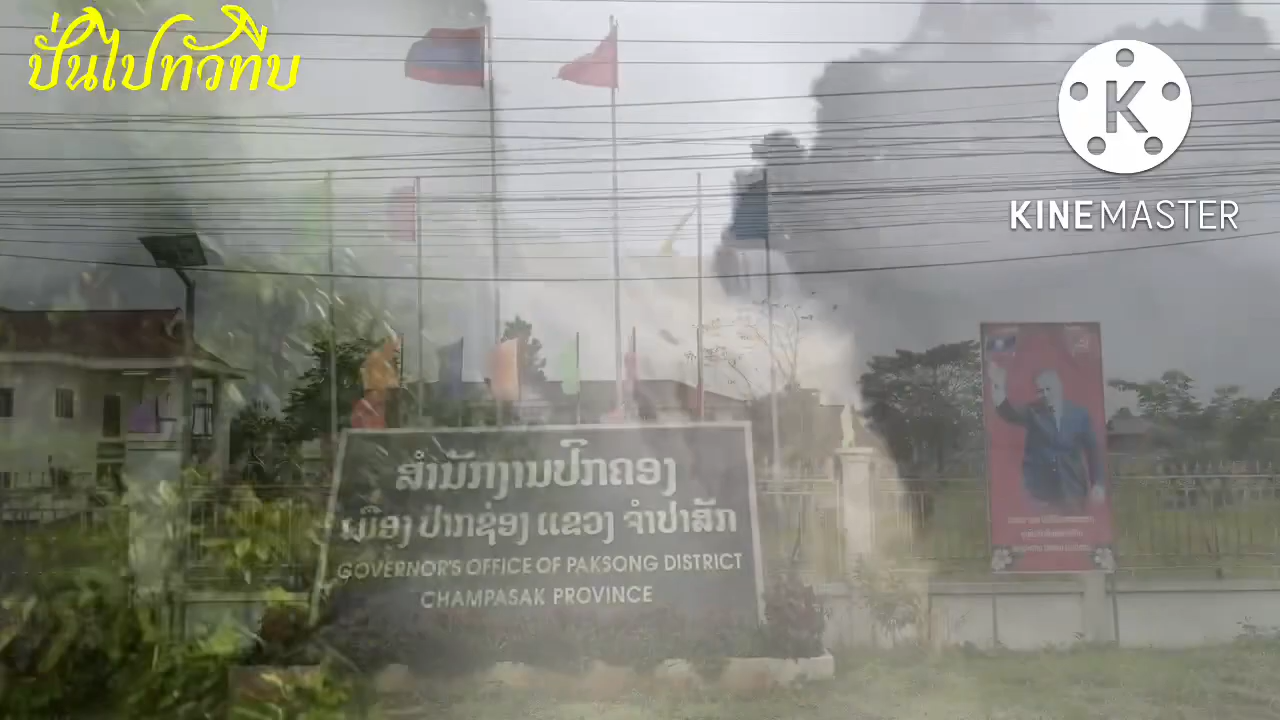 ปั่นไปทัวทีบ
KINEMASTER
ສຳນັກງານປົກຄອງ
ເມືອງ ປາກຊ່ອງ ແຂວງ ຈຳປາສັກ
GOVERNOR'S OFFICE OF PAKSONG DISTRICT
CHAMPASAK PROVINCE